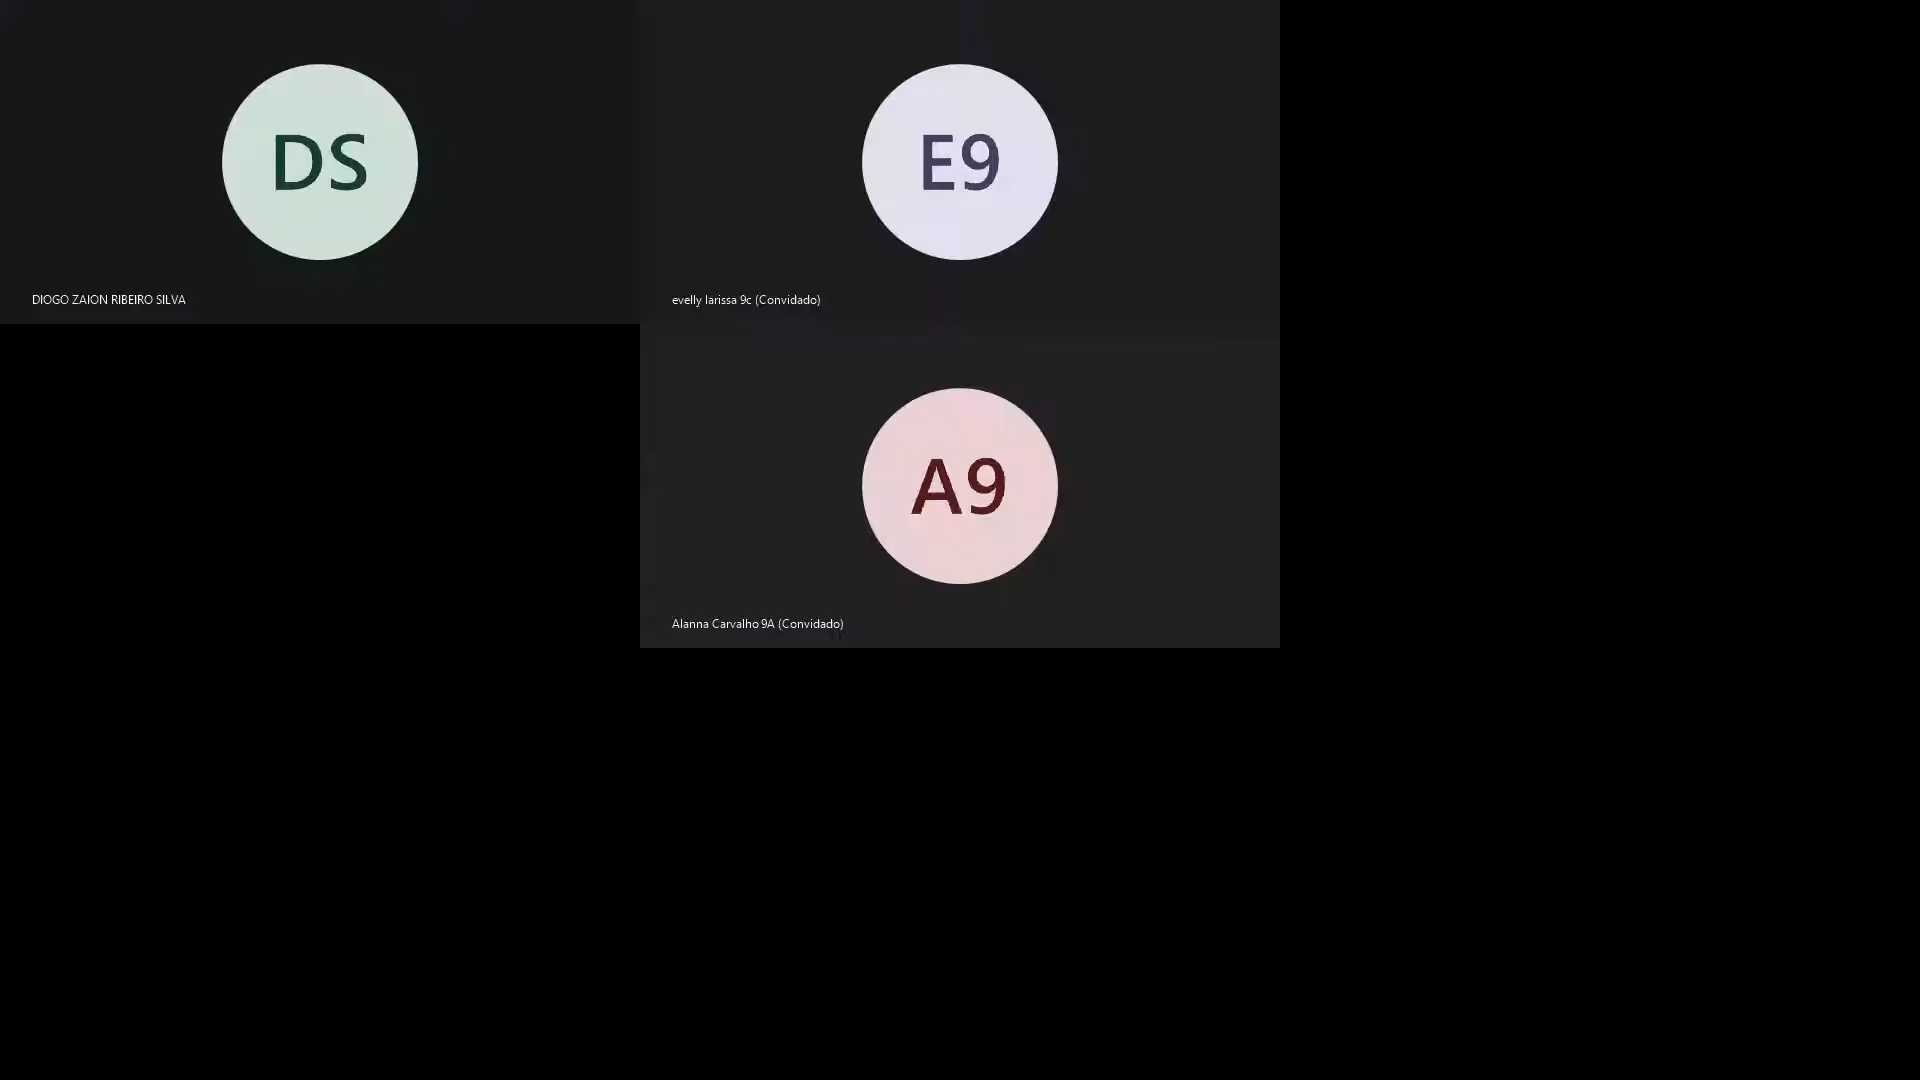 DS
DIOGO ZAION RIBEIRO SILVA
E9
evelly larissa 9c (Convidado)
A9
Alanna Carvalho 9A (Convidado)